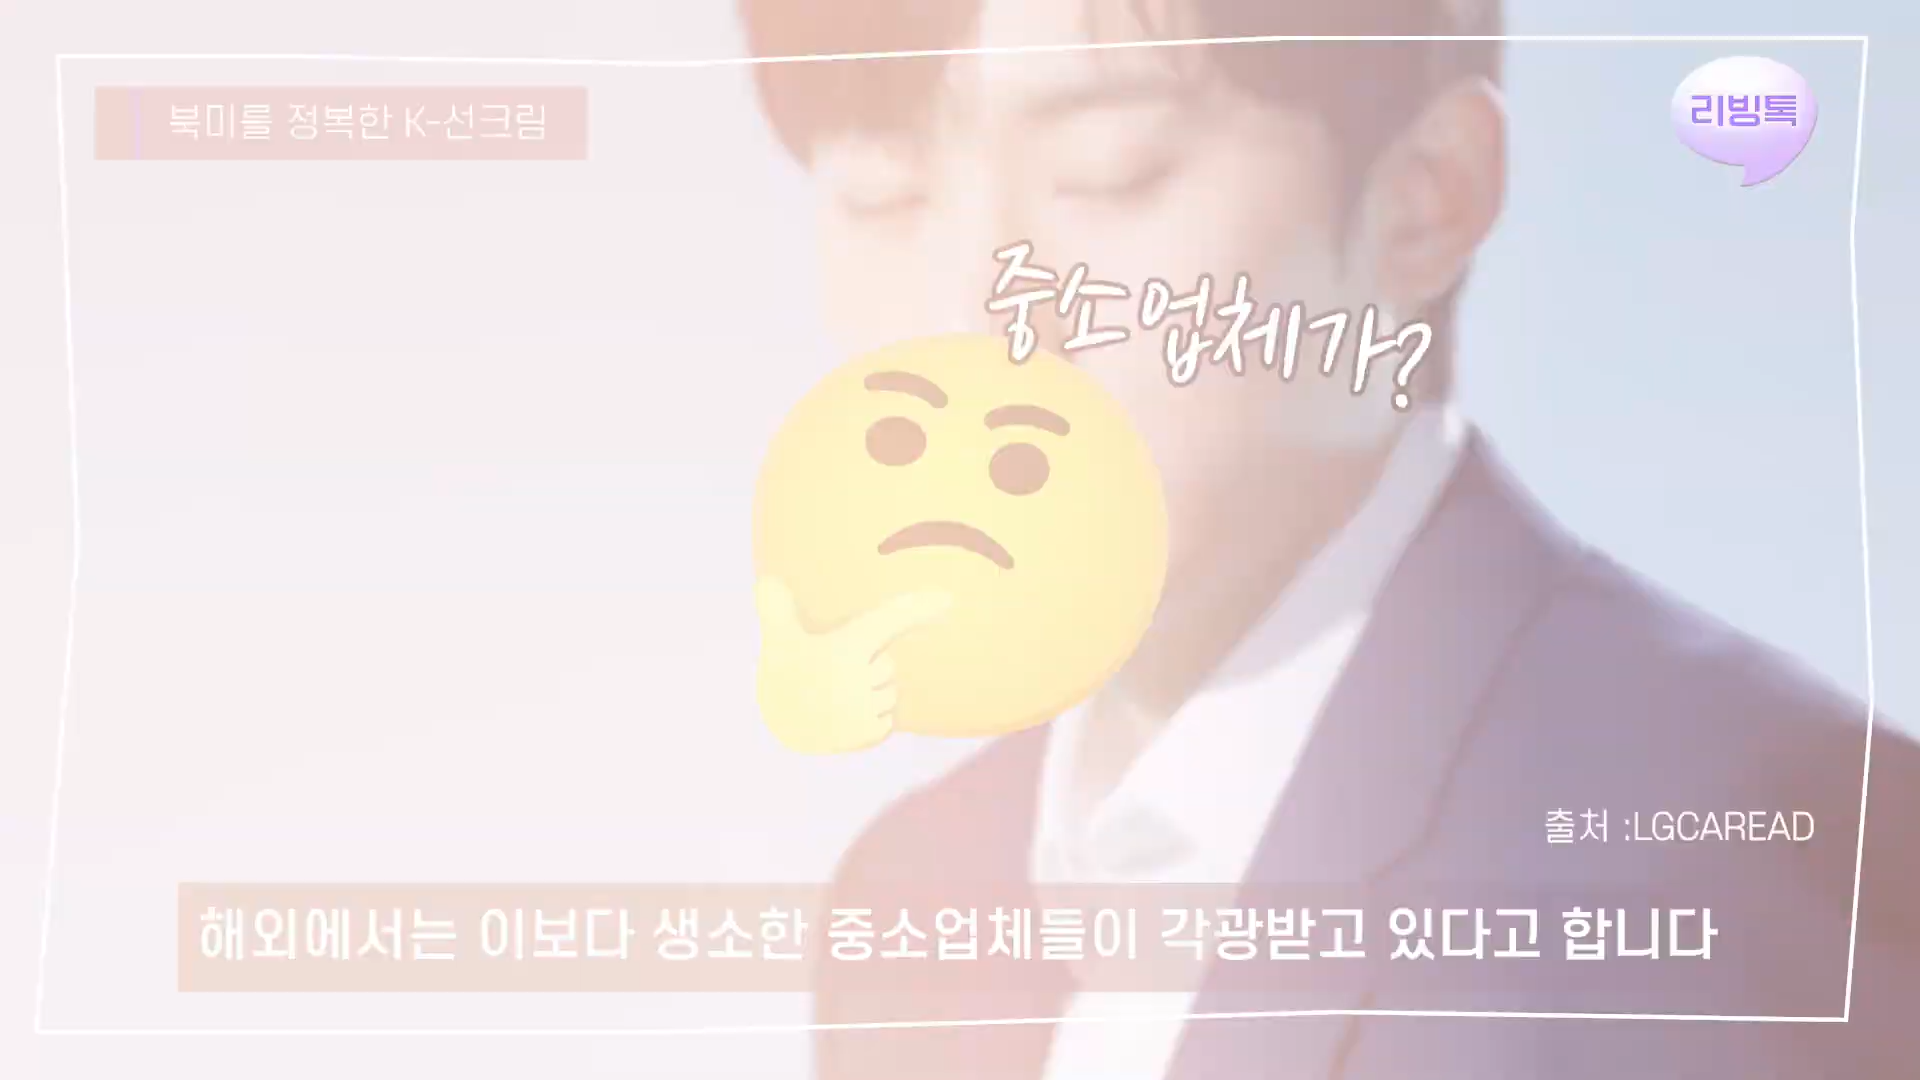 북미를 정복한 K-선크림
리빙톡
중소업체가?
출처 :LGCAREAD
해외에서는 이보다 생소한 중소업체들이 각광받고 있다고 합니다